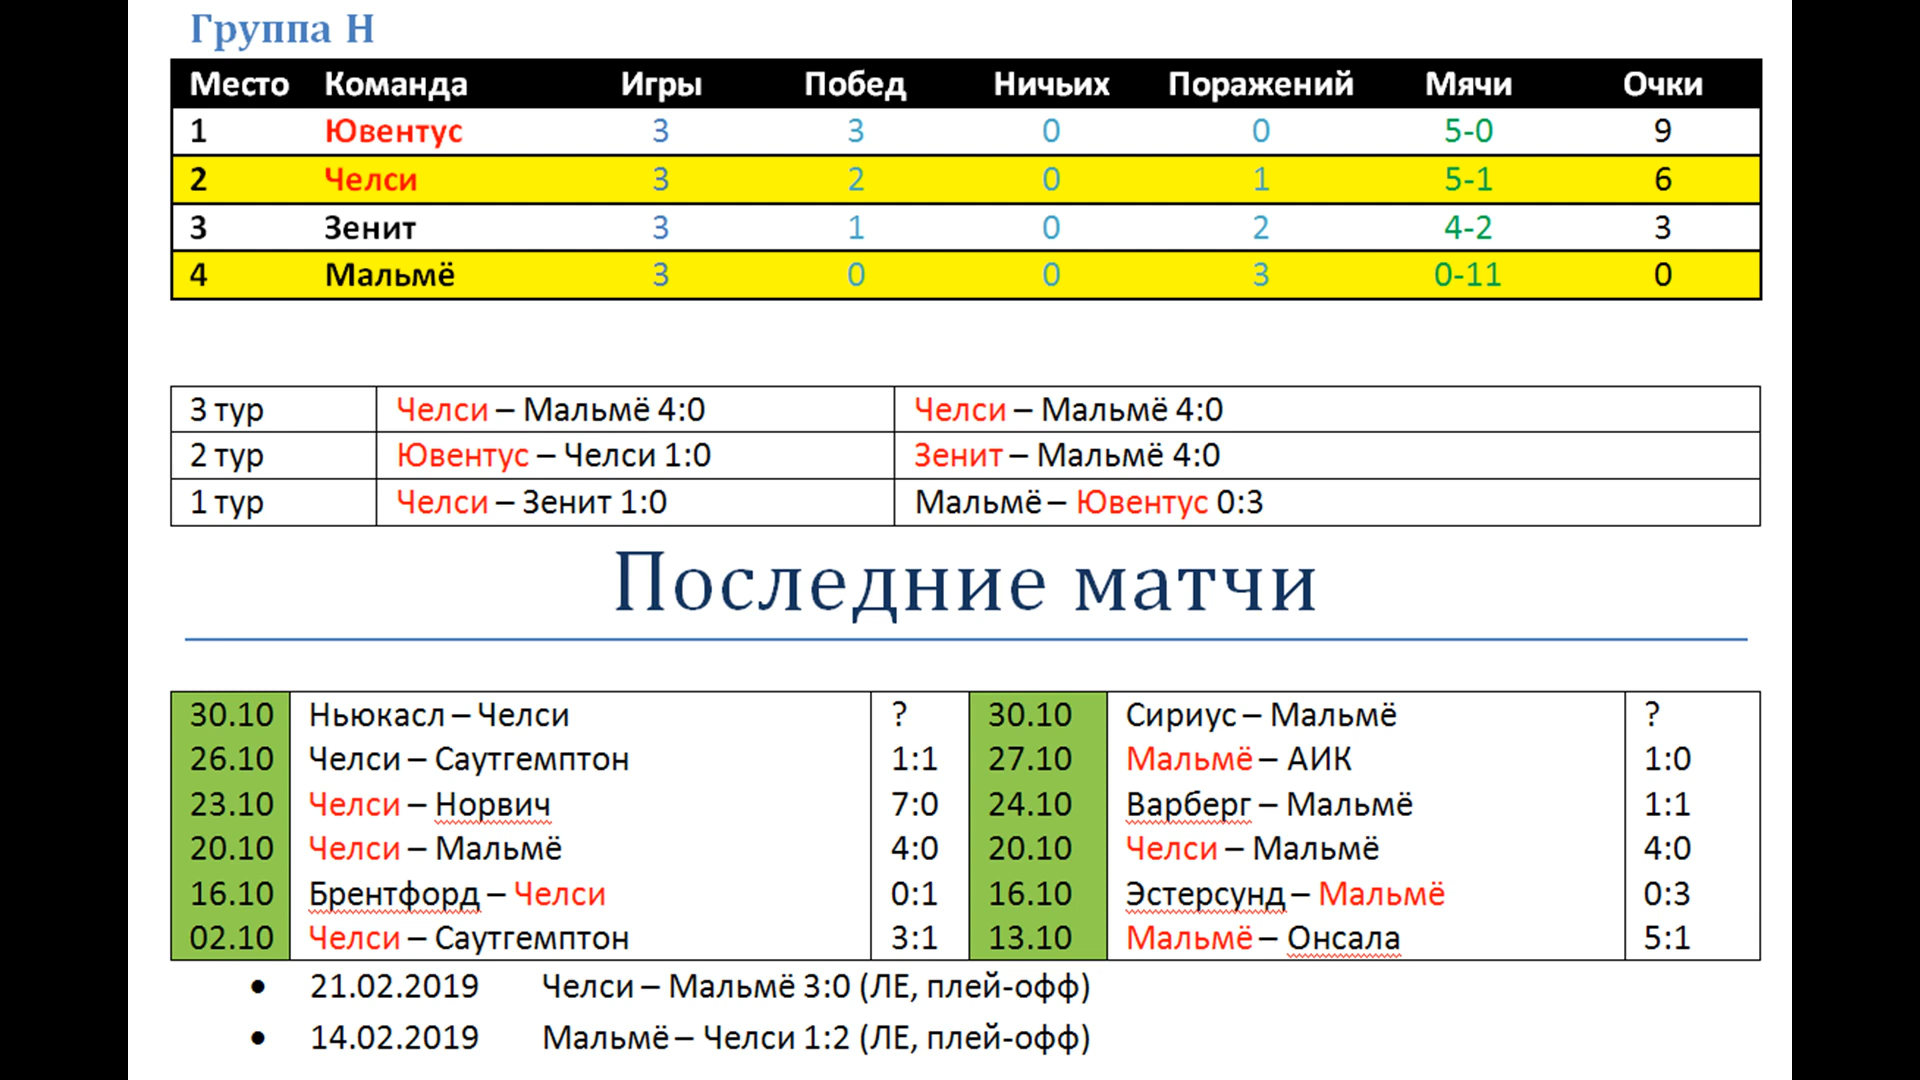 Группа H
Место Команда Игры Побед Ничьих Поражений Мячи Очки
1 Ювентус 3 3 0 0 5-0 9
2 Челси 3 2 0 1 5-1 6
3 Зенит 3 1 0 2 4-2 3
4 Мальмё 3 0 0 3 0-11 0
3 тур Челси – Мальмё 4:0 Челси – Мальмё 4:0
2 тур Ювентус – Челси 1:0 Зенит – Мальмё 4:0
1 тур Челси – Зенит 1:0 Мальмё – Ювентус 0:3
Последние матчи
30.10 Ньюкасл – Челси ? 30.10 Сириус – Мальмё ?
26.10 Челси – Саутгемптон 1:1 27.10 Мальмё – АИК 1:0
23.10 Челси – Норвич 7:0 24.10 Варберг – Мальмё 1:1
20.10 Челси – Мальмё 4:0 20.10 Челси – Мальмё 4:0
16.10 Брентфорд – Челси 0:1 16.10 Эстерсунд – Мальмё 0:3
02.10 Челси – Саутгемптон 3:1 13.10 Мальмё – Онсала 5:1
• 21.02.2019 Челси – Мальмё 3:0 (ЛЕ, плей-офф)
• 14.02.2019 Мальмё – Челси 1:2 (ЛЕ, плей-офф)